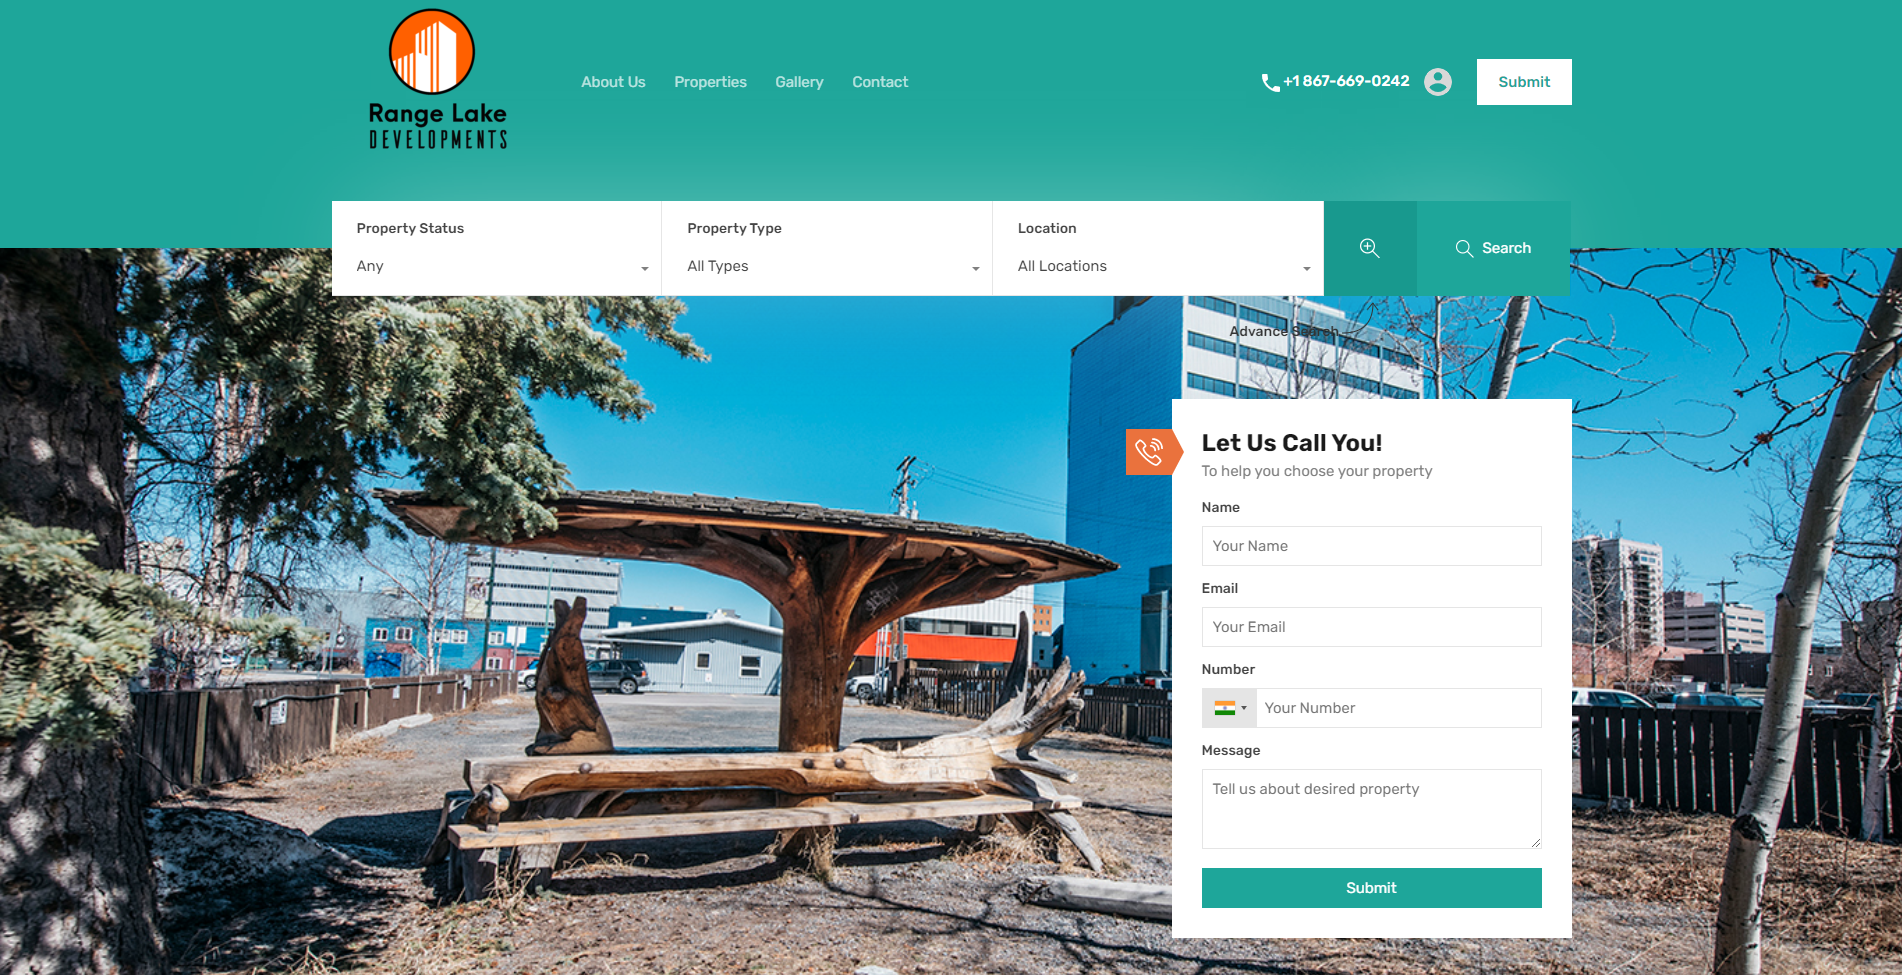 Range Lake
DEVELOPMENTS
About Us
Properties
Gallery
Contact
+1 867-669-0242
Submit
Property Status
Any
Property Type
All Types
Location
All Locations
Search
Advance Search
Let Us Call You!
To help you choose your property
Name
Your Name
Email
Your Email
Number
Your Number
Message
Tell us about desired property
Submit